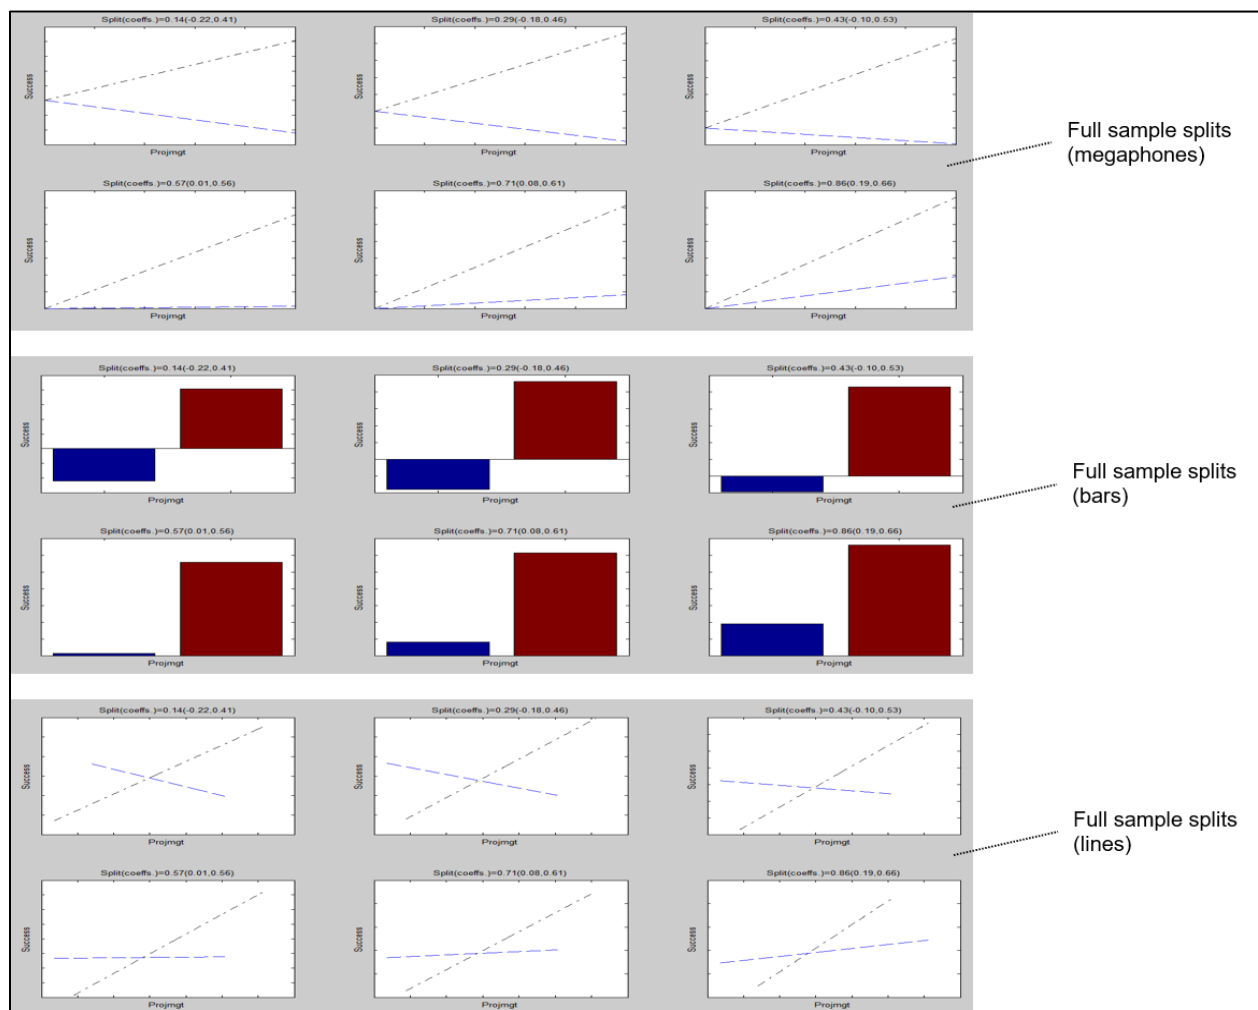 Split(coeffs.)=0.14(-0.22,0.41)
Split(coeffs.)=0.29(-0.18,0.46)
Split(coeffs.)=0.43(-0.10,0.53)
Success
Success
Success
Projmgt
Projmgt
Projmgt
Full sample splits
(megaphones)
Split(coeffs.)=0.57(0.01,0.56)
Split(coeffs.)=0.71(0.08,0.61)
Split(coeffs.)=0.86(0.19,0.66)
Success
Success
Success
Projmgt
Projmgt
Projmgt
Split(coeffs.)=0.14(-0.22,0.41)
Split(coeffs.)=0.29(-0.18,0.46)
Split(coeffs.)=0.43(-0.10,0.53)
Success
Success
Success
Projmgt
Projmgt
Projmgt
Full sample splits
(bars)
Split(coeffs.)=0.57(0.01,0.56)
Split(coeffs.)=0.71(0.08,0.61)
Split(coeffs.)=0.86(0.19,0.66)
Success
Success
Success
Projmgt
Projmgt
Projmgt
Split(coeffs.)=0.14(-0.22,0.41)
Split(coeffs.)=0.29(-0.18,0.46)
Split(coeffs.)=0.43(-0.10,0.53)
Success
Success
Success
Projmgt
Projmgt
Projmgt
Full sample splits
(lines)
Split(coeffs.)=0.57(0.01,0.56)
Split(coeffs.)=0.71(0.08,0.61)
Split(coeffs.)=0.86(0.19,0.66)
Success
Success
Success
Projmgt
Projmgt
Projmgt